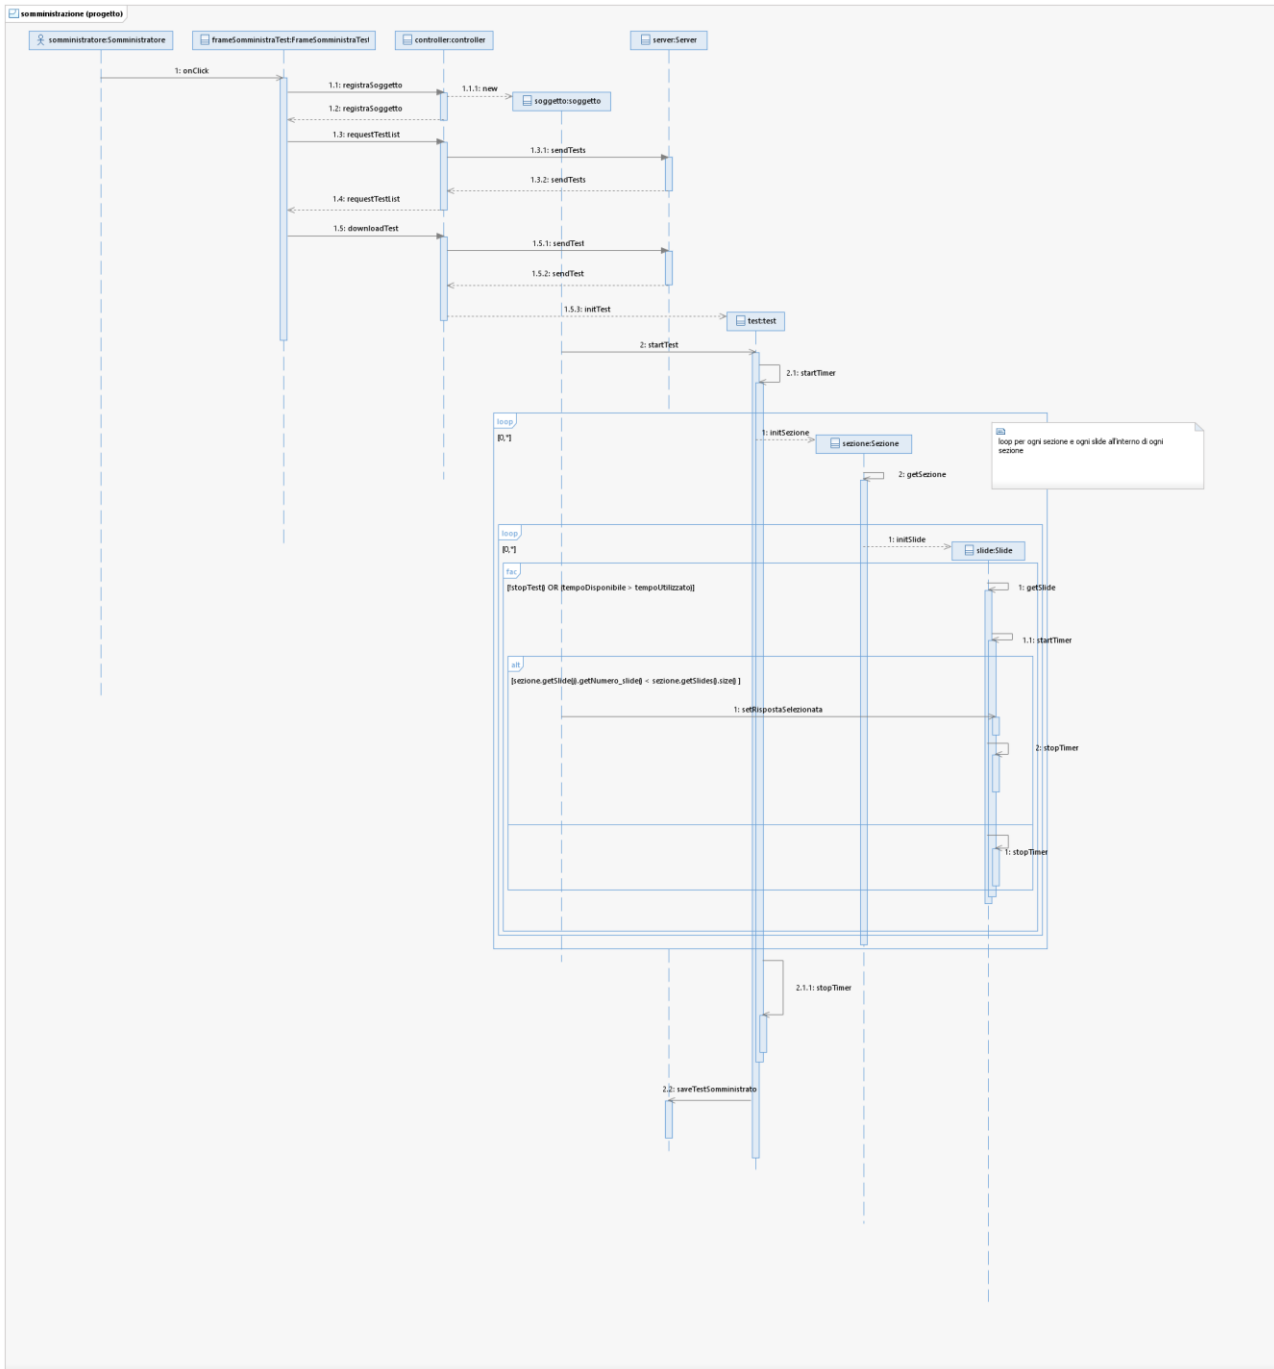 somministrazione (progetto)
somministratore:Somministratore
frameSomministraTest:FrameSomministraTest
controller:controller
server:Server
1: onClick
1.1: registraSoggetto
1.1.1: new
soggetto:soggetto
1.2: registraSoggetto
1.3: requestTestList
1.3.1: sendTests
1.3.2: sendTests
1.4: requestTestList
1.5: downloadTest
1.5.1: sendTest
1.5.2: sendTest
1.5.3: initTest
test:test
2: startTest
2.1: startTimer
loop
[0,*]
1: initSezione
sezione:Sezione
loop per ogni sezione e ogni slide all'interno di ogni
sezione
2: getSezione
loop
[0,*]
1: initSlide
slide:Slide
fac
[!stopTest() OR (tempoDisponibile > tempoUtilizzato)]
1: getSlide
1.1: startTimer
alt
[sezione.getSlide(j).getNumero_slide() < sezione.getSlides().size() ]
1: setRispostaSelezionata
2: stopTimer
1: stopTimer
2.1.1: stopTimer
2.2: saveTestSomministrato